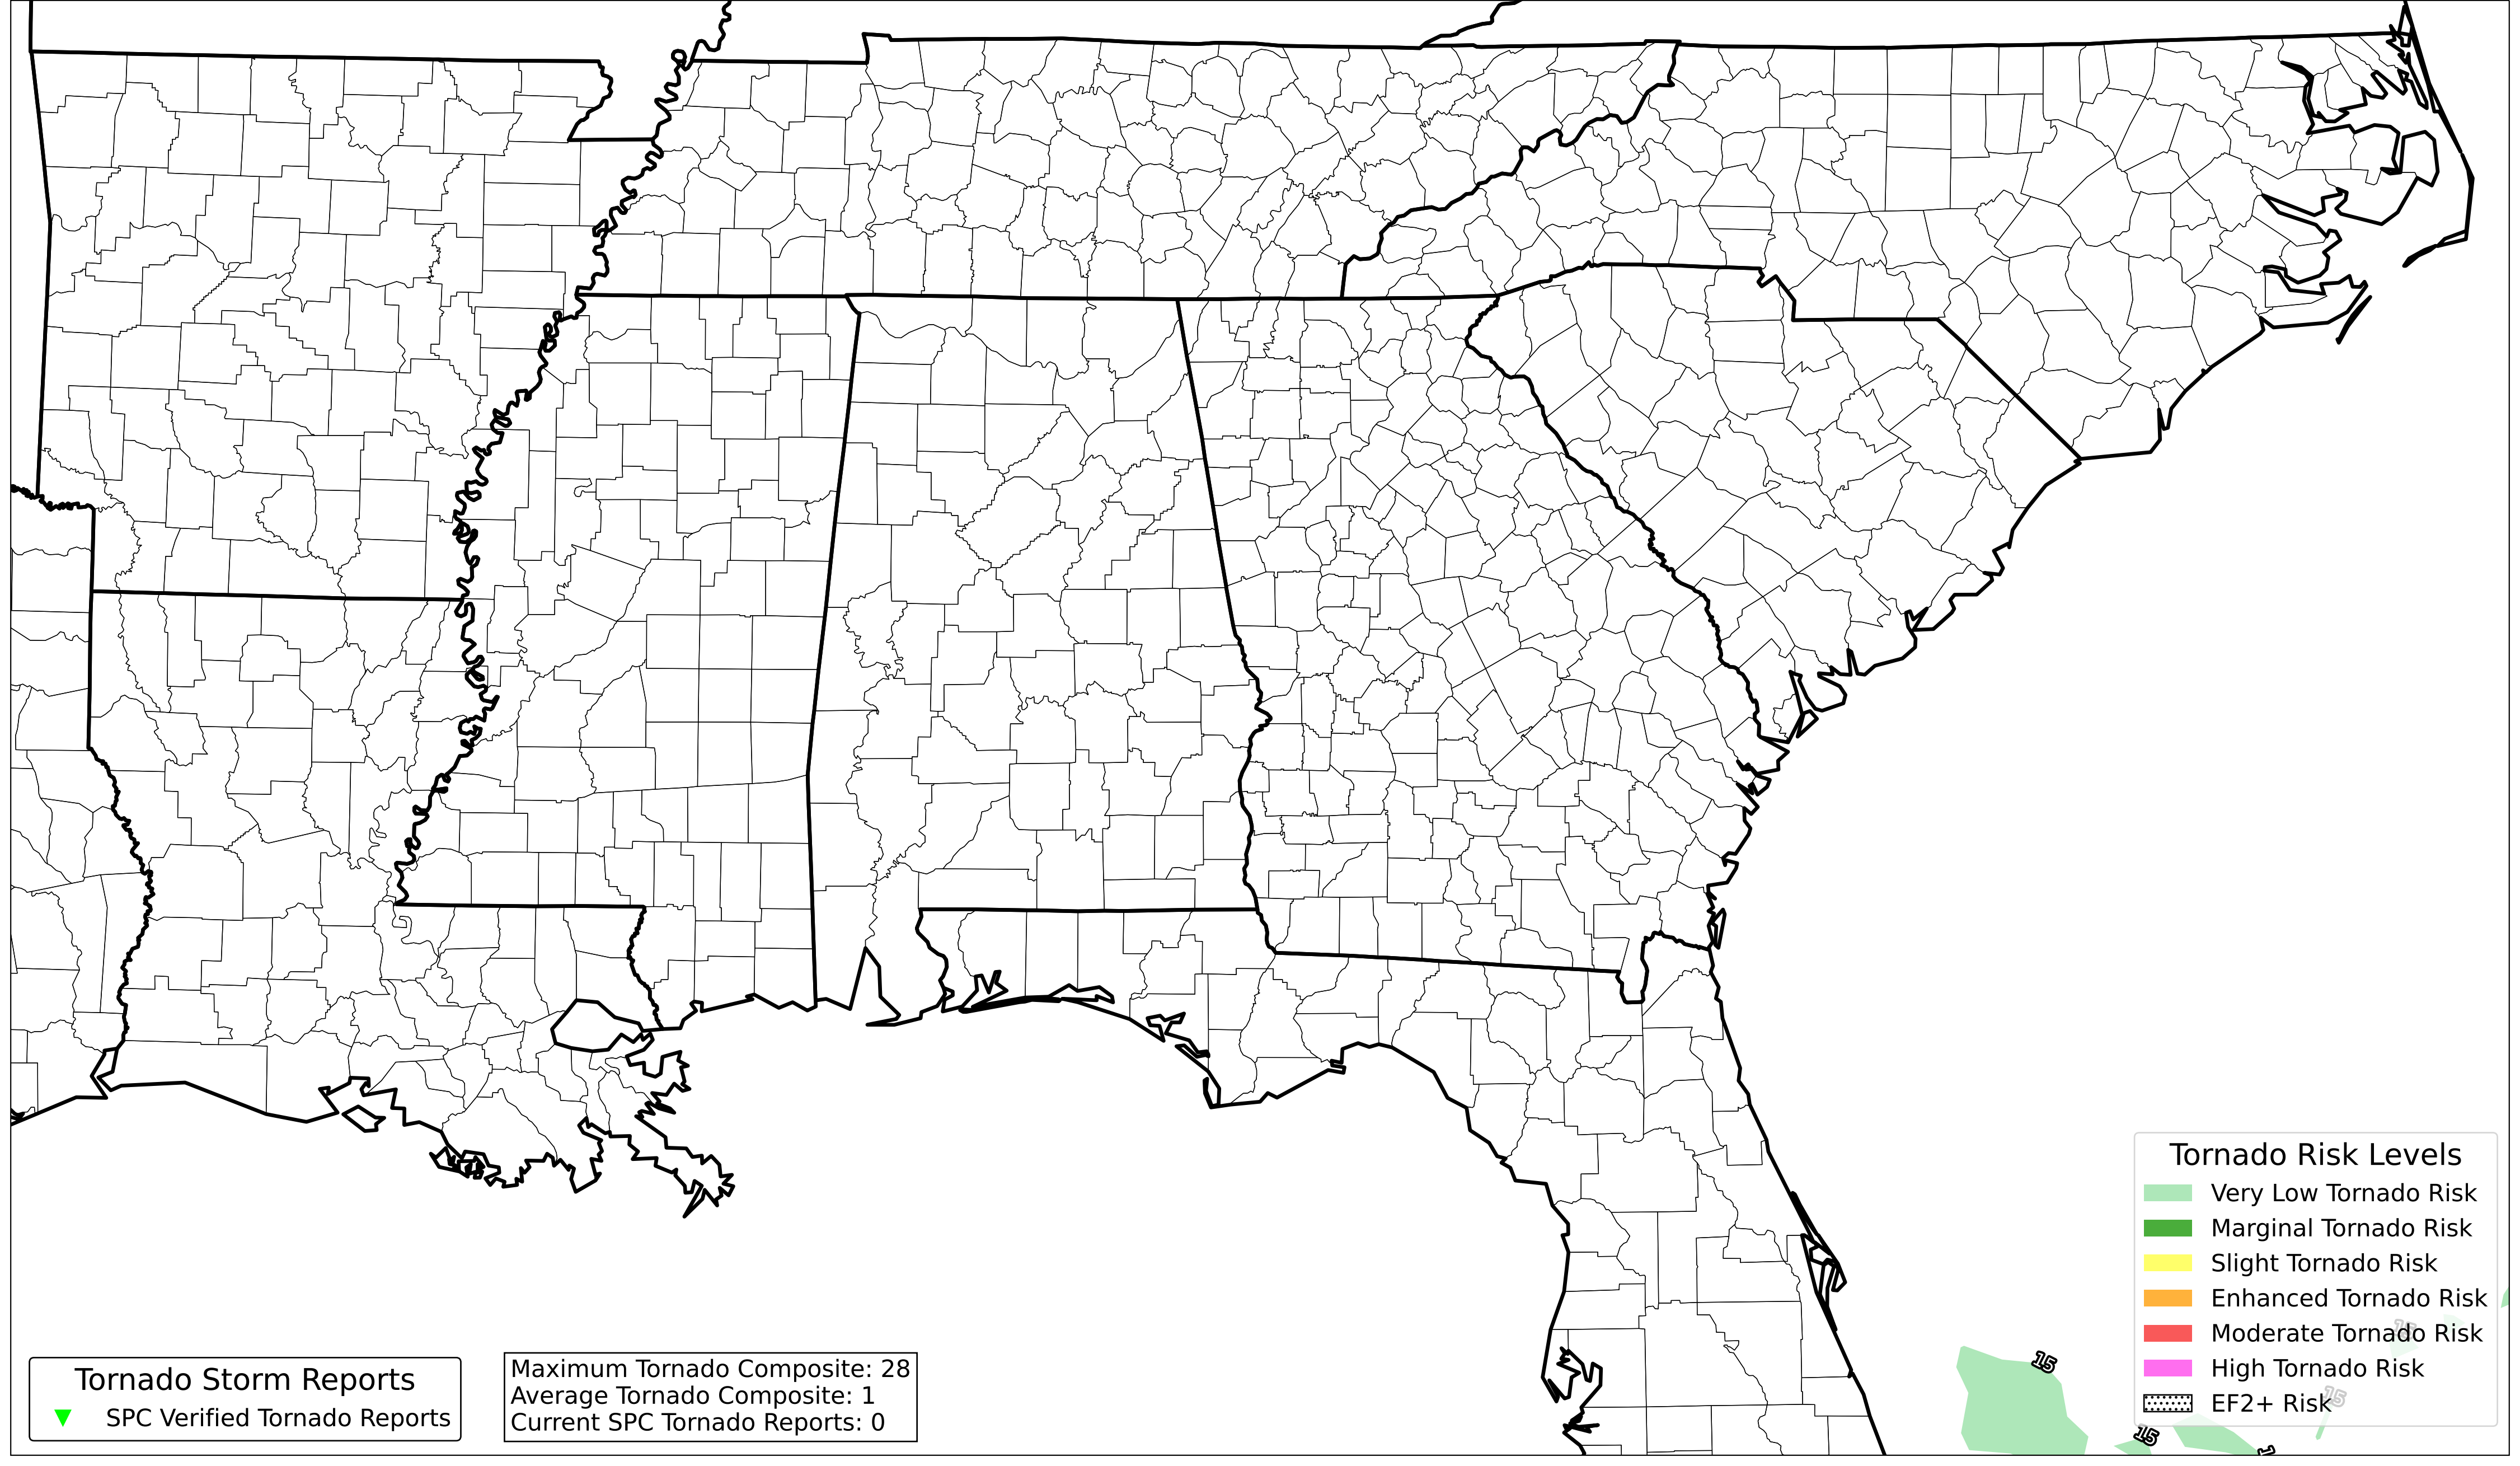 Tornado Risk Levels
Very Low Tornado Risk
Marginal Tornado Risk
Slight Tornado Risk
Enhanced Tornado Risk
Moderate Tornado Risk
High Tornado Risk
EF2+ Risk
15
15
15
15
Tornado Storm Reports
SPC Verified Tornado Reports
Maximum Tornado Composite: 28
Average Tornado Composite: 1
Current SPC Tornado Reports: 0